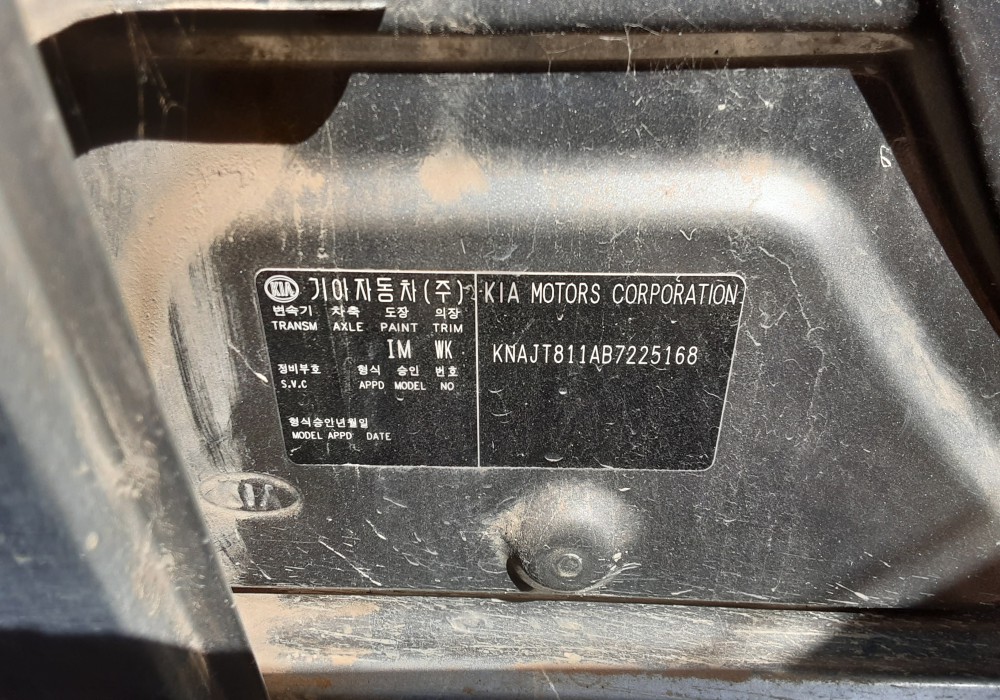 KIA 기아자동차(주) KIA MOTORS CORPORATION
변속기 차축 도장 의장
TRANSM AXLE PAINT TRIM
IM WK
KNAJT811AB7225168
정비부호 형식 승인 번호
S.V.C APPD MODEL NO
형식승인년월일
MODEL APPD DATE